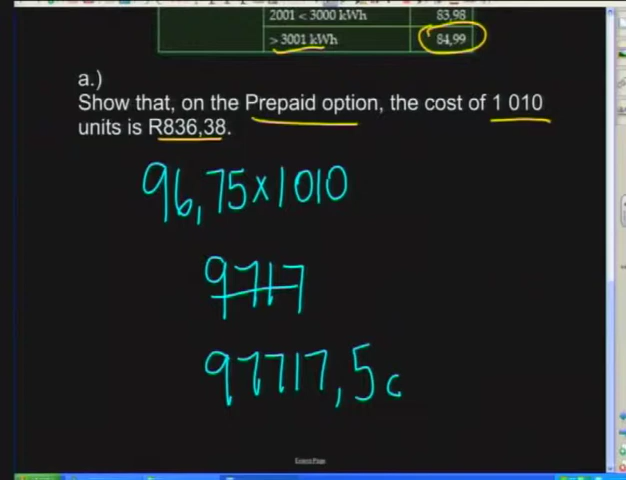 2001 < 3000 kWh 83,98
> 3001 kWh 84,99
a.)
Show that, on the Prepaid option, the cost of 1 010
units is R836,38.
96,75×1010
9717
97717,5c